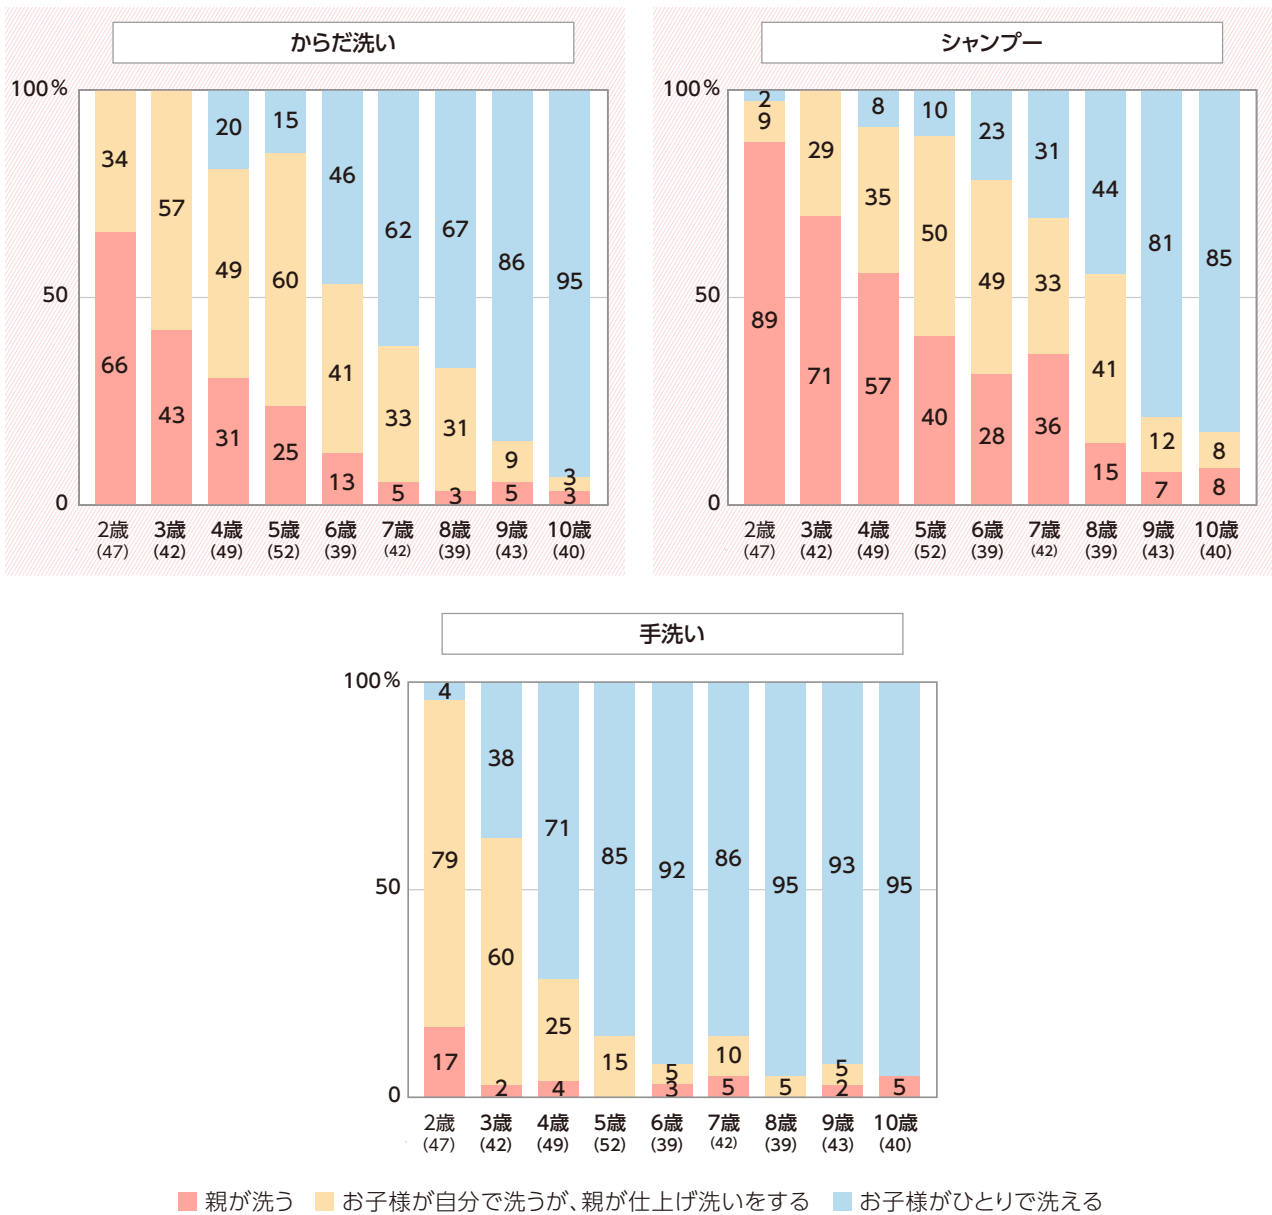 からだ洗い
100%
50
0
34 57 49 60 41 33 31 9 3
20 15 46 62 67 86 95
66 43 31 25 13 5 3 5 3
2歳 3歳 4歳 5歳 6歳 7歳 8歳 9歳 10歳
(47) (42) (49) (52) (39) (42) (39) (43) (40)
シャンプー
100%
50
0
2 8 10 23 31 44 81 85
9 29 35 50 49 33 41 12 8
89 71 57 40 28 36 15 7 8
2歳 3歳 4歳 5歳 6歳 7歳 8歳 9歳 10歳
(47) (42) (49) (52) (39) (42) (39) (43) (40)
手洗い
100%
50
0
4 38 71 85 92 86 95 93 95
79 60 25 15 5 10 5 5
17 2 4 3 5 2 5
2歳 3歳 4歳 5歳 6歳 7歳 8歳 9歳 10歳
(47) (42) (49) (52) (39) (42) (39) (43) (40)
親が洗う お子様が自分で洗うが、親が仕上げ洗いをする お子様がひとりで洗える